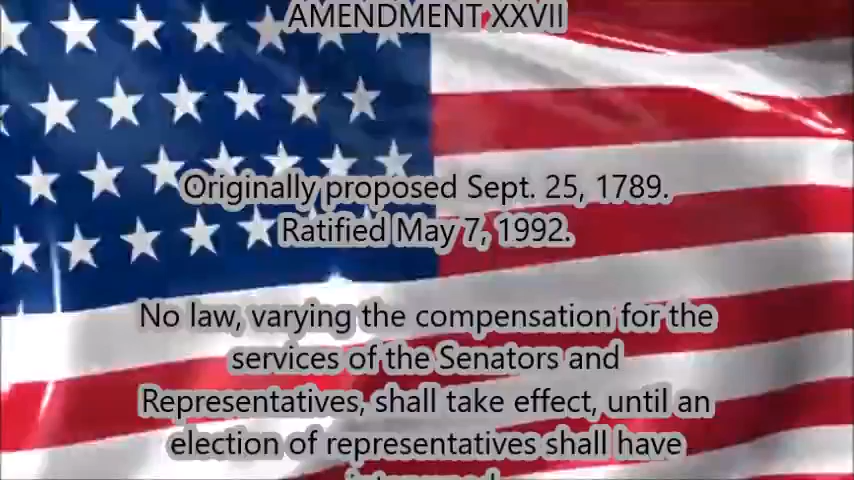 AMENDMENT XXVII
Originally proposed Sept. 25, 1789.
Ratified May 7, 1992.
No law, varying the compensation for the
services of the Senators and
Representatives, shall take effect, until an
election of representatives shall have